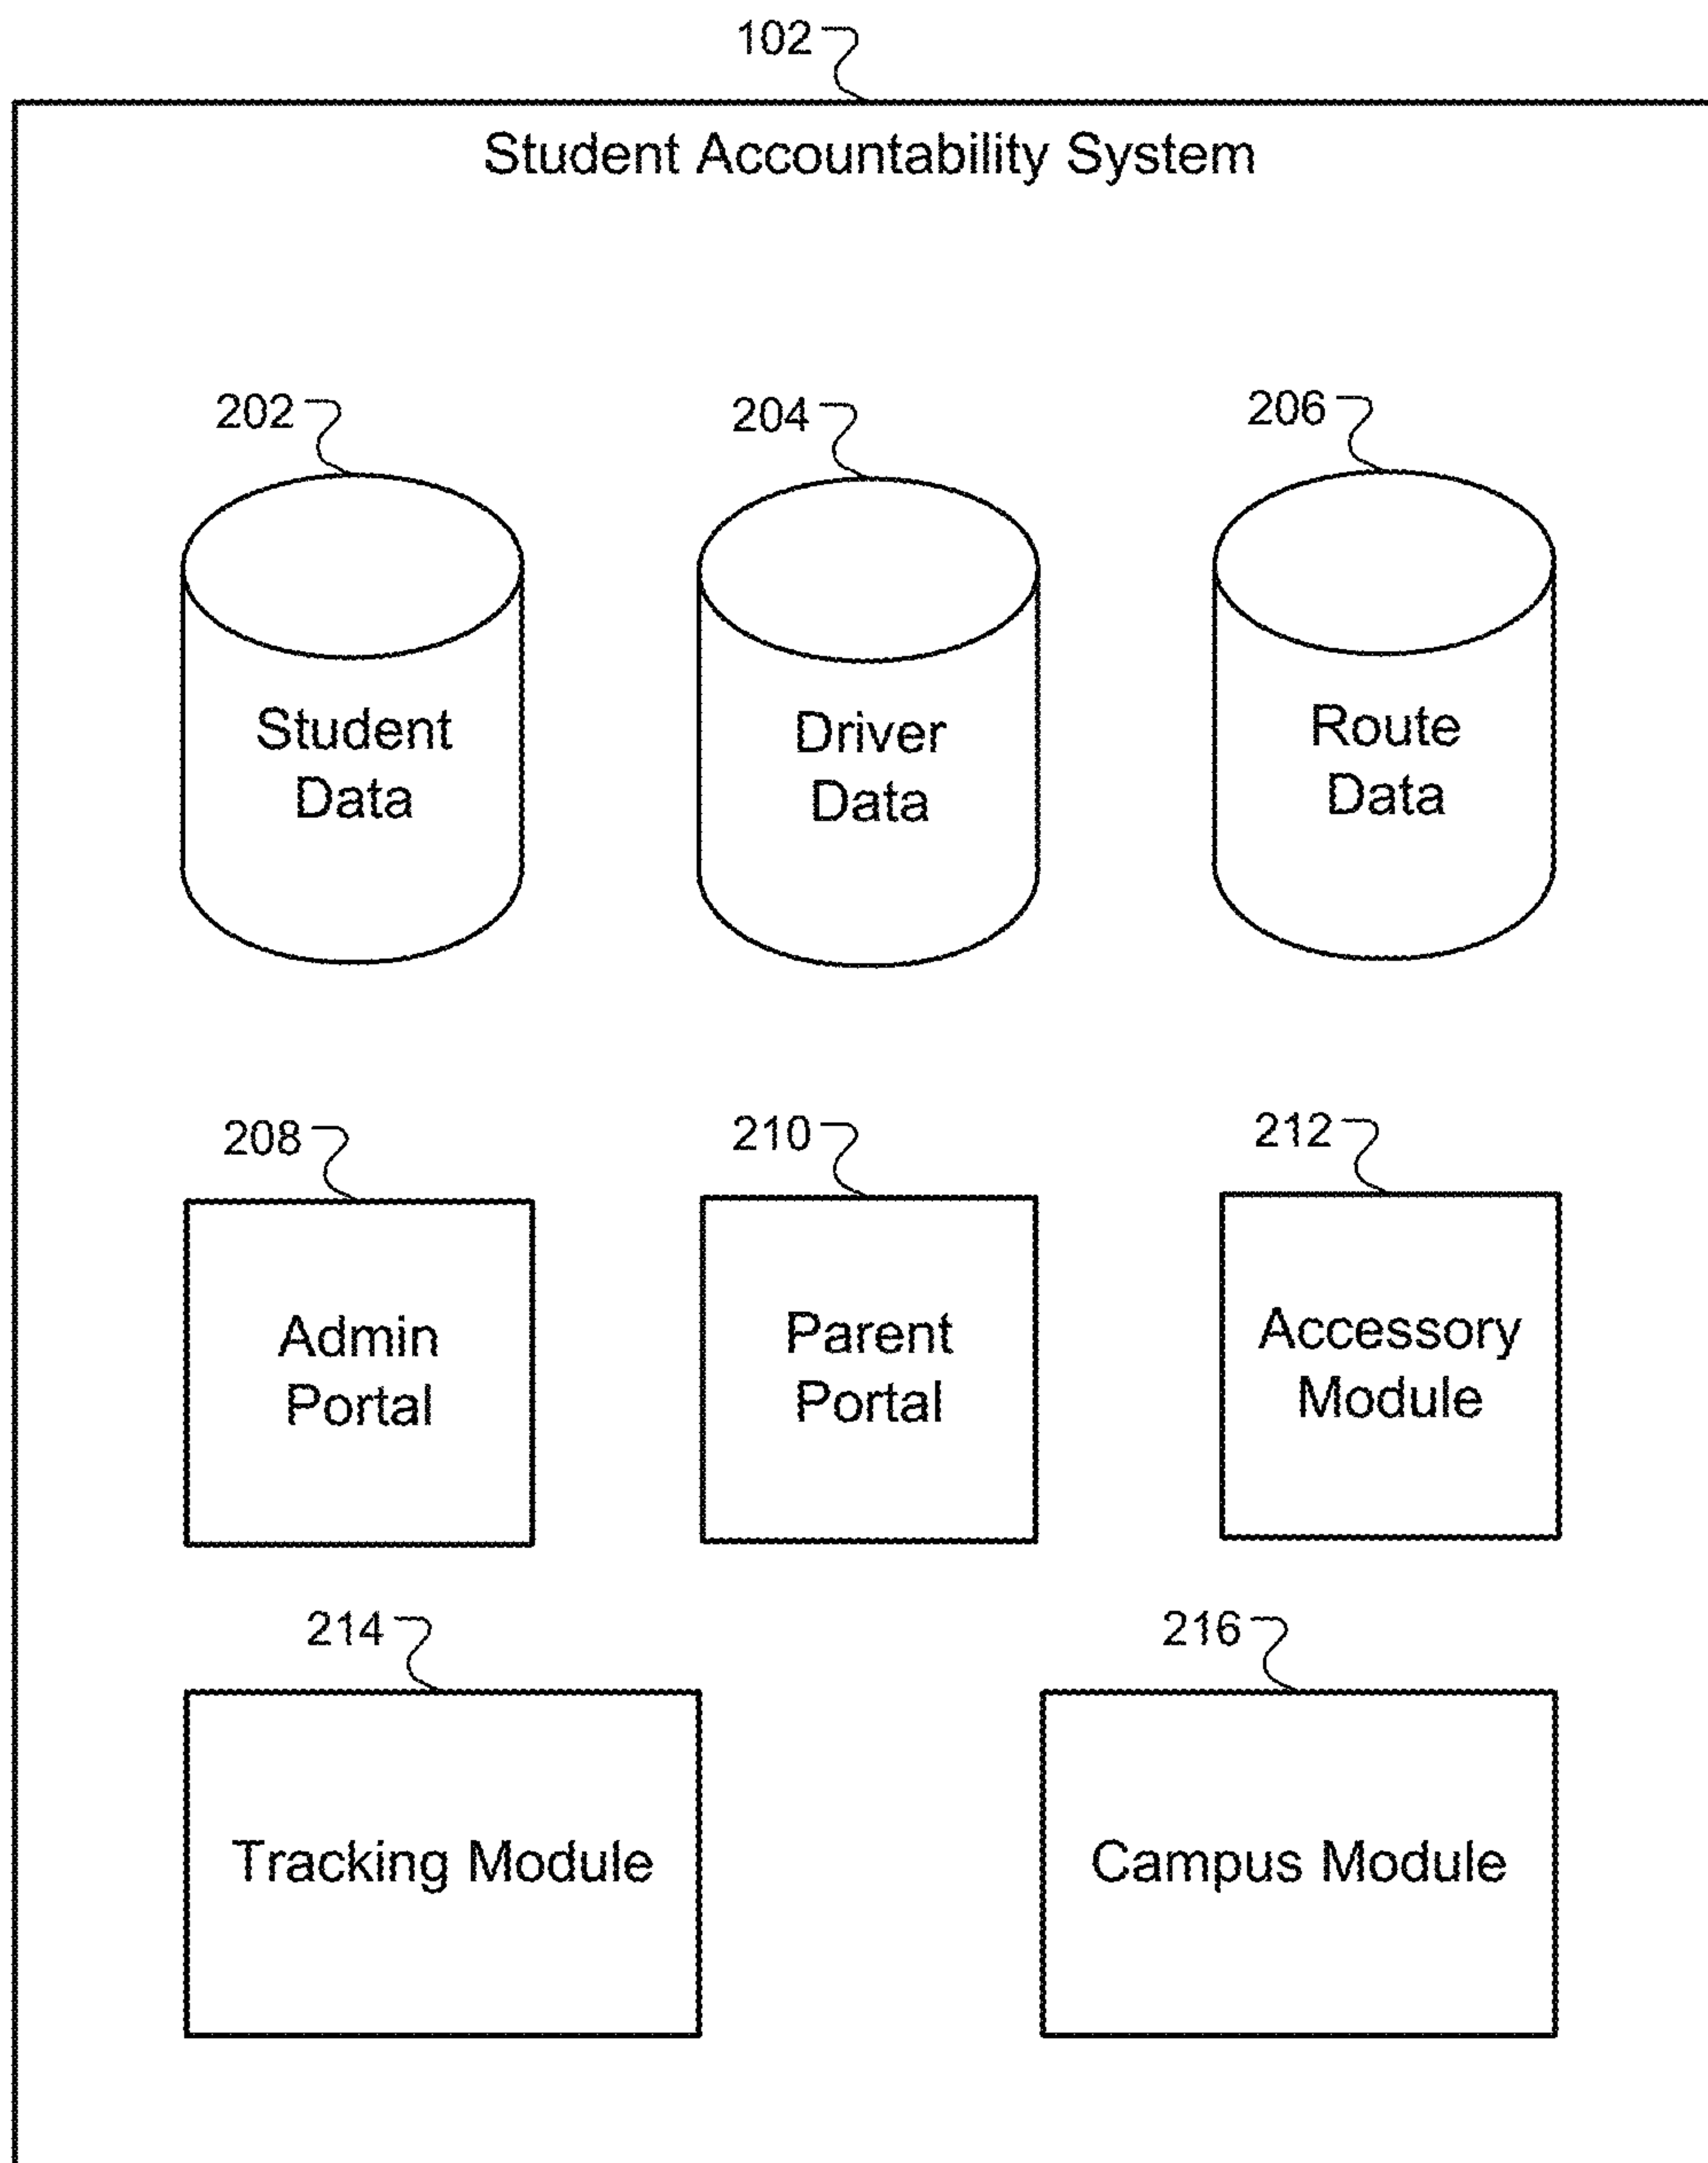 102
Student Accountability System
202
204
206
Student
Data
Driver
Data
Route
Data
208
210
212
Admin
Portal
Parent
Portal
Accessory
Module
214
216
Tracking Module
Campus Module